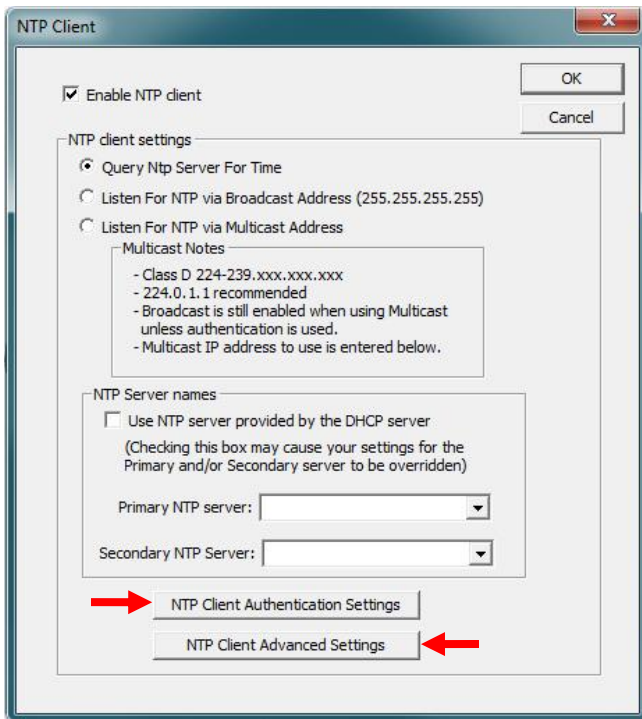 NTP Client
Enable NTP client
OK
Cancel
NTP client settings
Query Ntp Server For Time
Listen For NTP via Broadcast Address (255.255.255.255)
Listen For NTP via Multicast Address
Multicast Notes
- Class D 224-239.xxx.xxx.xxx
- 224.0.1.1 recommended
- Broadcast is still enabled when using Multicast
unless authentication is used.
- Multicast IP address to use is entered below.
NTP Server names
Use NTP server provided by the DHCP server
(Checking this box may cause your settings for the
Primary and/or Secondary server to be overridden)
Primary NTP server:
Secondary NTP Server:
NTP Client Authentication Settings
NTP Client Advanced Settings